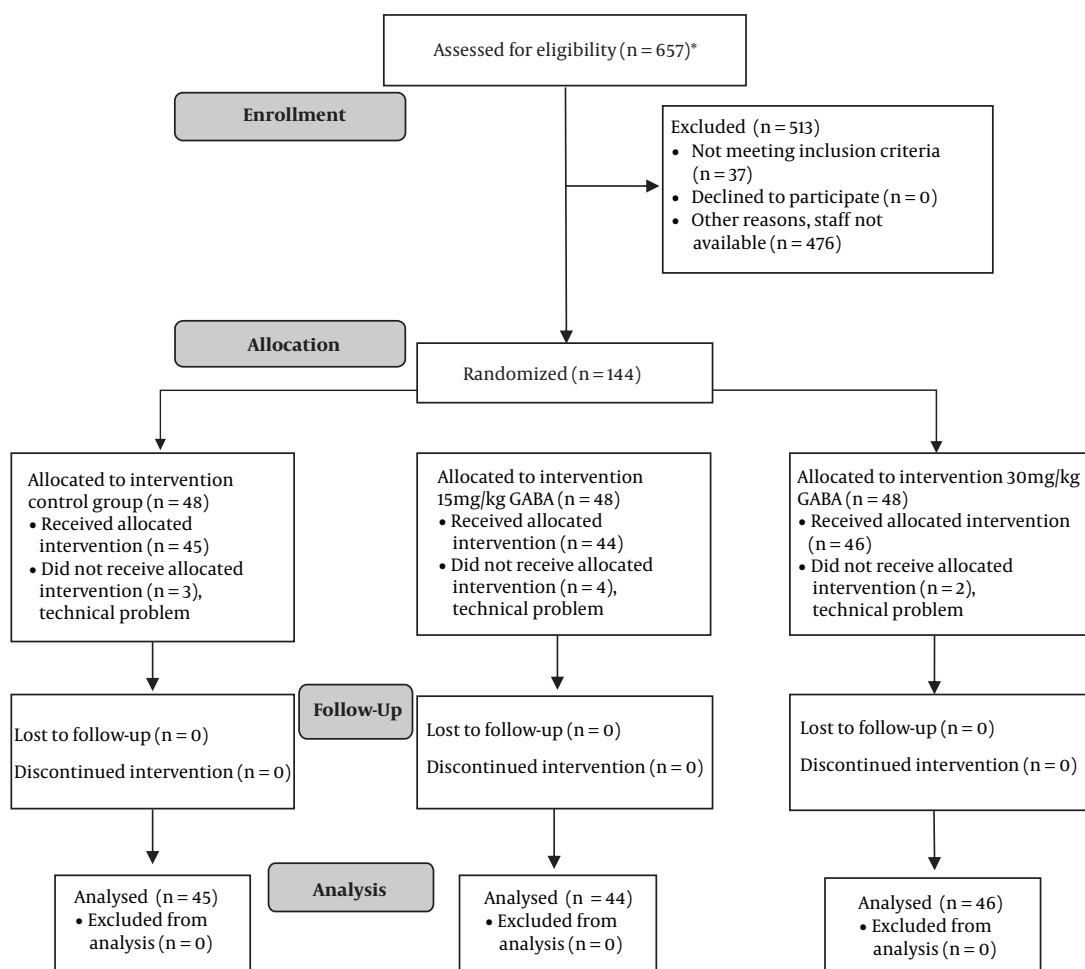 Assessed for eligibility (n = 657)*
Enrollment
Excluded (n = 513)
• Not meeting inclusion criteria
(n = 37)
• Declined to participate (n = 0)
• Other reasons, staff not
available (n = 476)
Allocation
Randomized (n = 144)
Allocated to intervention
control group (n = 48)
• Received allocated
intervention (n = 45)
• Did not receive allocated
intervention (n = 3),
technical problem
Allocated to intervention
15mg/kg GABA (n = 48)
• Received allocated
intervention (n = 44)
• Did not receive allocated
intervention (n = 4),
technical problem
Allocated to intervention 30mg/kg
GABA (n = 48)
• Received allocated intervention
(n = 46)
• Did not receive allocated
intervention (n = 2),
technical problem
Follow-Up
Lost to follow-up (n = 0)
Discontinued intervention (n = 0)
Lost to follow-up (n = 0)
Discontinued intervention (n = 0)
Lost to follow-up (n = 0)
Discontinued intervention (n = 0)
Analysis
Analysed (n = 45)
• Excluded from
analysis (n = 0)
Analysed (n = 44)
• Excluded from
analysis (n = 0)
Analysed (n = 46)
• Excluded from
analysis (n = 0)